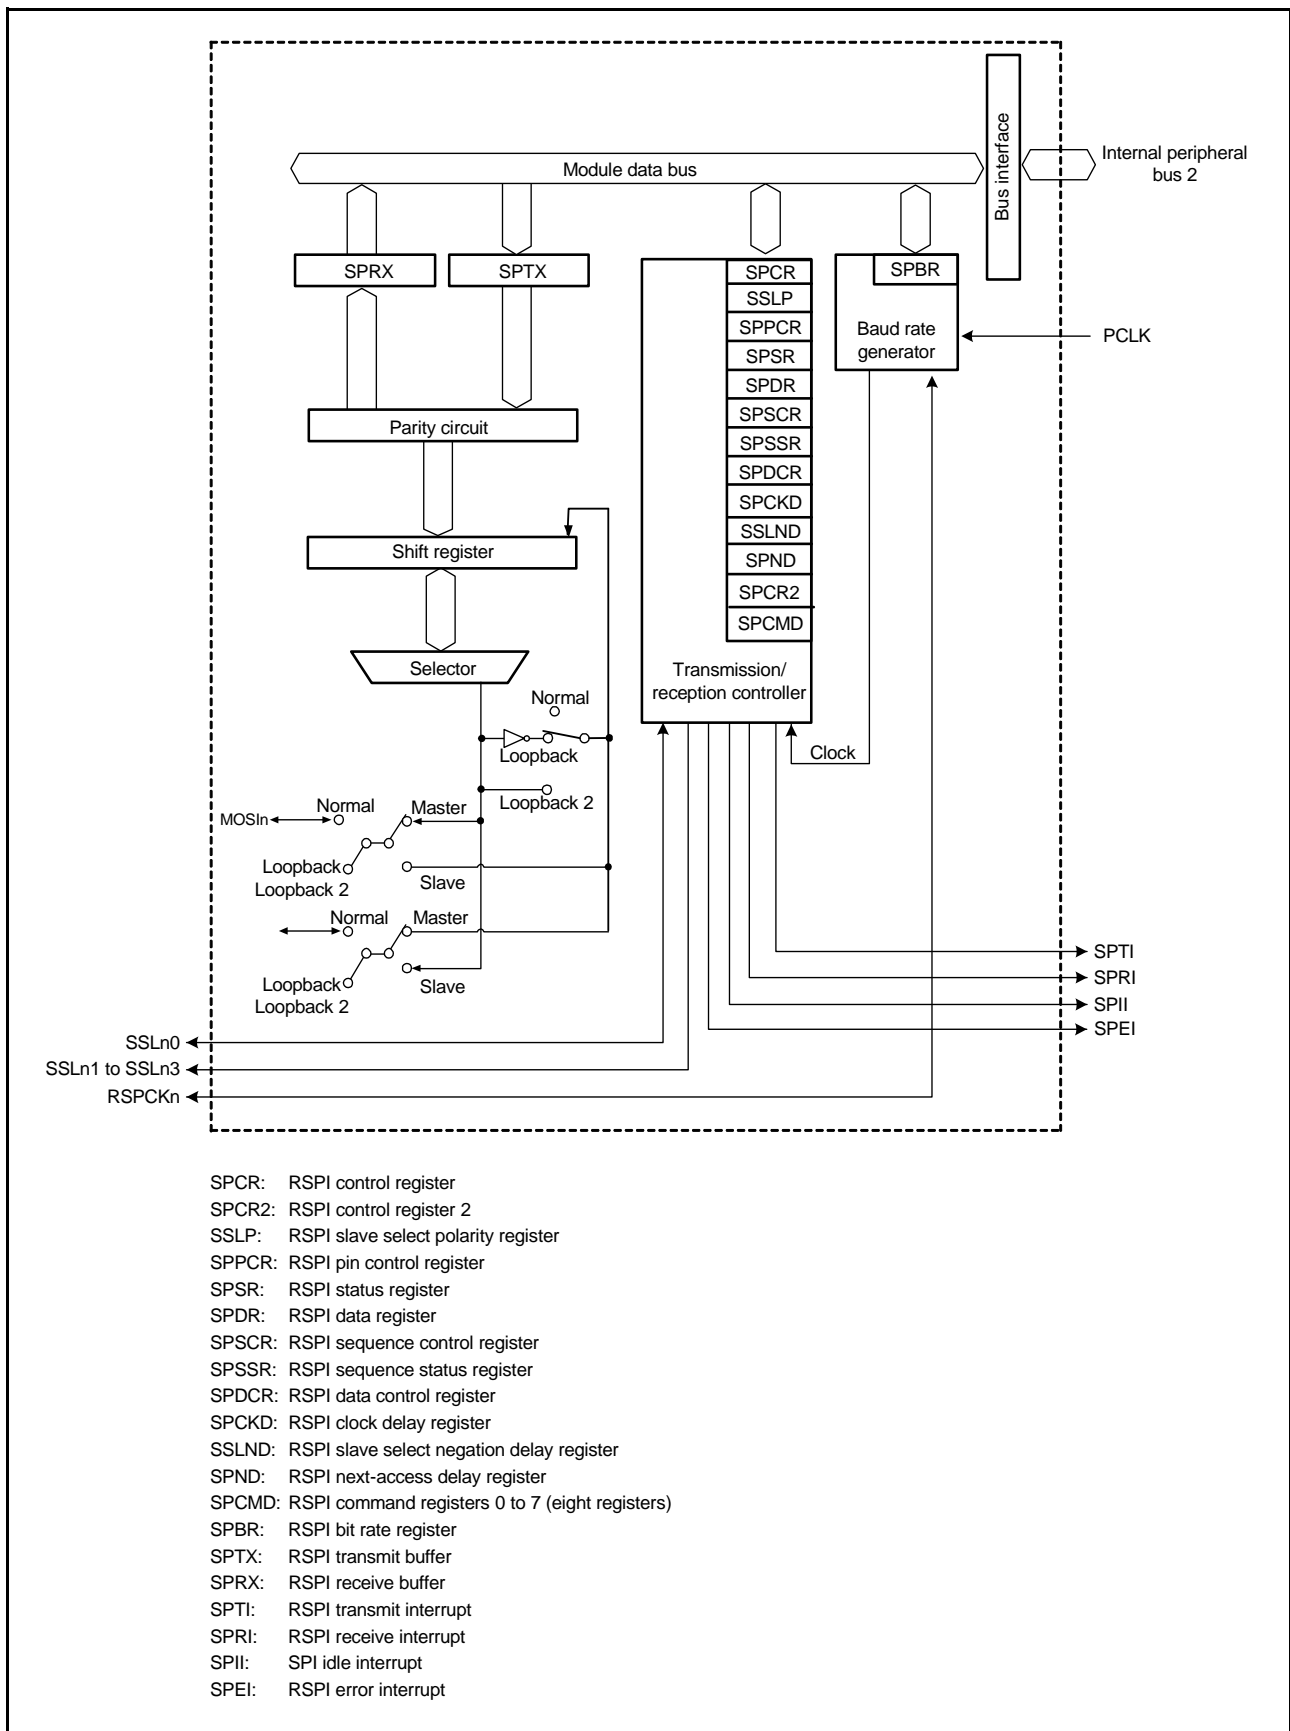 Bus interface
Internal peripheral
bus 2
Module data bus
SPRX
SPTX
SPCR
SPBR
SSLP
SPPCR
Baud rate
generator
PCLK
SPSR
SPDR
SPSCR
Parity circuit
SPSSR
SPDCR
SPCKD
SSLND
Shift register
SPND
SPCR2
SPCMD
Selector
Transmission/
reception controller
Normal
Loopback
Clock
Loopback 2
Normal
Master
MOSIn
Loopback
Loopback 2
Slave
Normal
Master
Loopback
Loopback 2
Slave
SPTI
SPRI
SPII
SPEI
SSLn0
SSLn1 to SSLn3
RSPCKn
SPCR: RSPI control register
SPCR2: RSPI control register 2
SSLP: RSPI slave select polarity register
SPPCR: RSPI pin control register
SPSR: RSPI status register
SPDR: RSPI data register
SPSCR: RSPI sequence control register
SPSSR: RSPI sequence status register
SPDCR: RSPI data control register
SPCKD: RSPI clock delay register
SSLND: RSPI slave select negation delay register
SPND: RSPI next-access delay register
SPCMD: RSPI command registers 0 to 7 (eight registers)
SPBR: RSPI bit rate register
SPTX: RSPI transmit buffer
SPRX: RSPI receive buffer
SPTI: RSPI transmit interrupt
SPRI: RSPI receive interrupt
SPII: SPI idle interrupt
SPEI: RSPI error interrupt